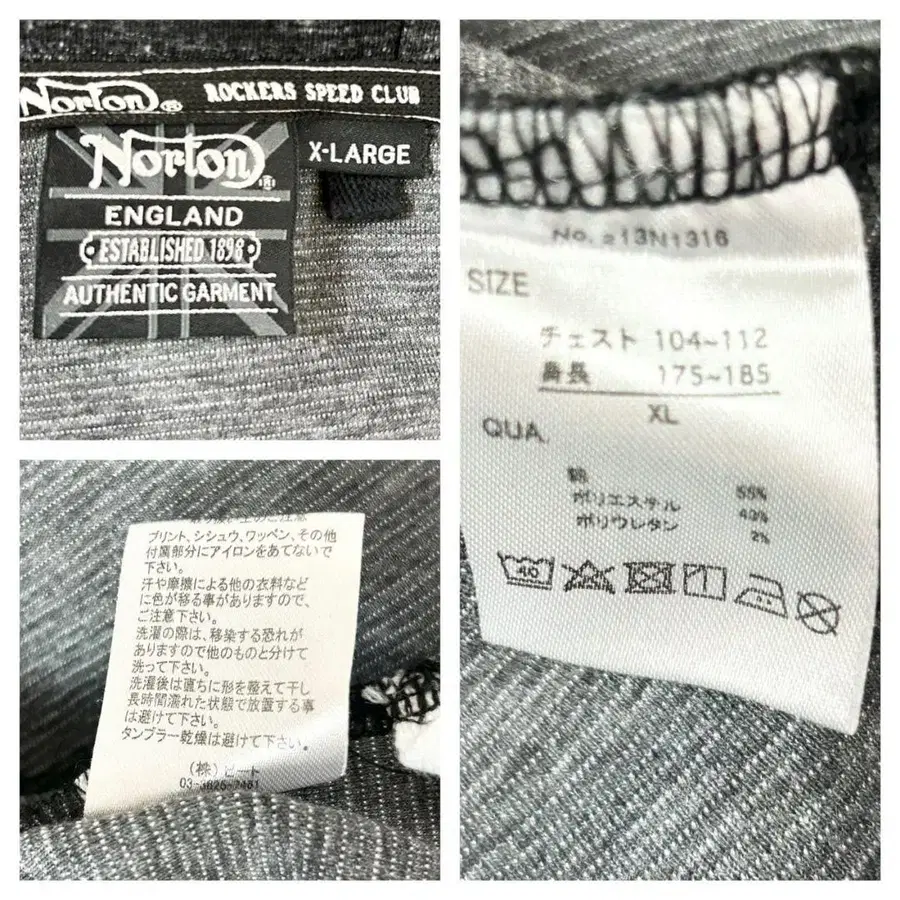 Norton® ROCKERS SPEED CLUB
Norton®
X-LARGE
ENGLAND
ESTABLISHED 1898
AUTHENTIC GARMENT
プリント、シシュウ、ワッペン、その他
付属部分にアイロンをあてないで
下さい。
汗や摩擦による他の衣料など
に色が移る事がありますので、
ご注意下さい。
洗濯の際は、移染する恐れが
ありますので他のものと分けて
洗って下さい。
洗濯後は直ちに形を整えて干し
長時間濡れた状態で放置する事
は避けて下さい。
タンブラー乾燥は避けて下さい。
(株)ビート
No. 213N1316
SIZE
チェスト 104~112
身長 175~185
XL
QUA.
綿 55%
ポリエステル 43%
ポリウレタン 2%
40